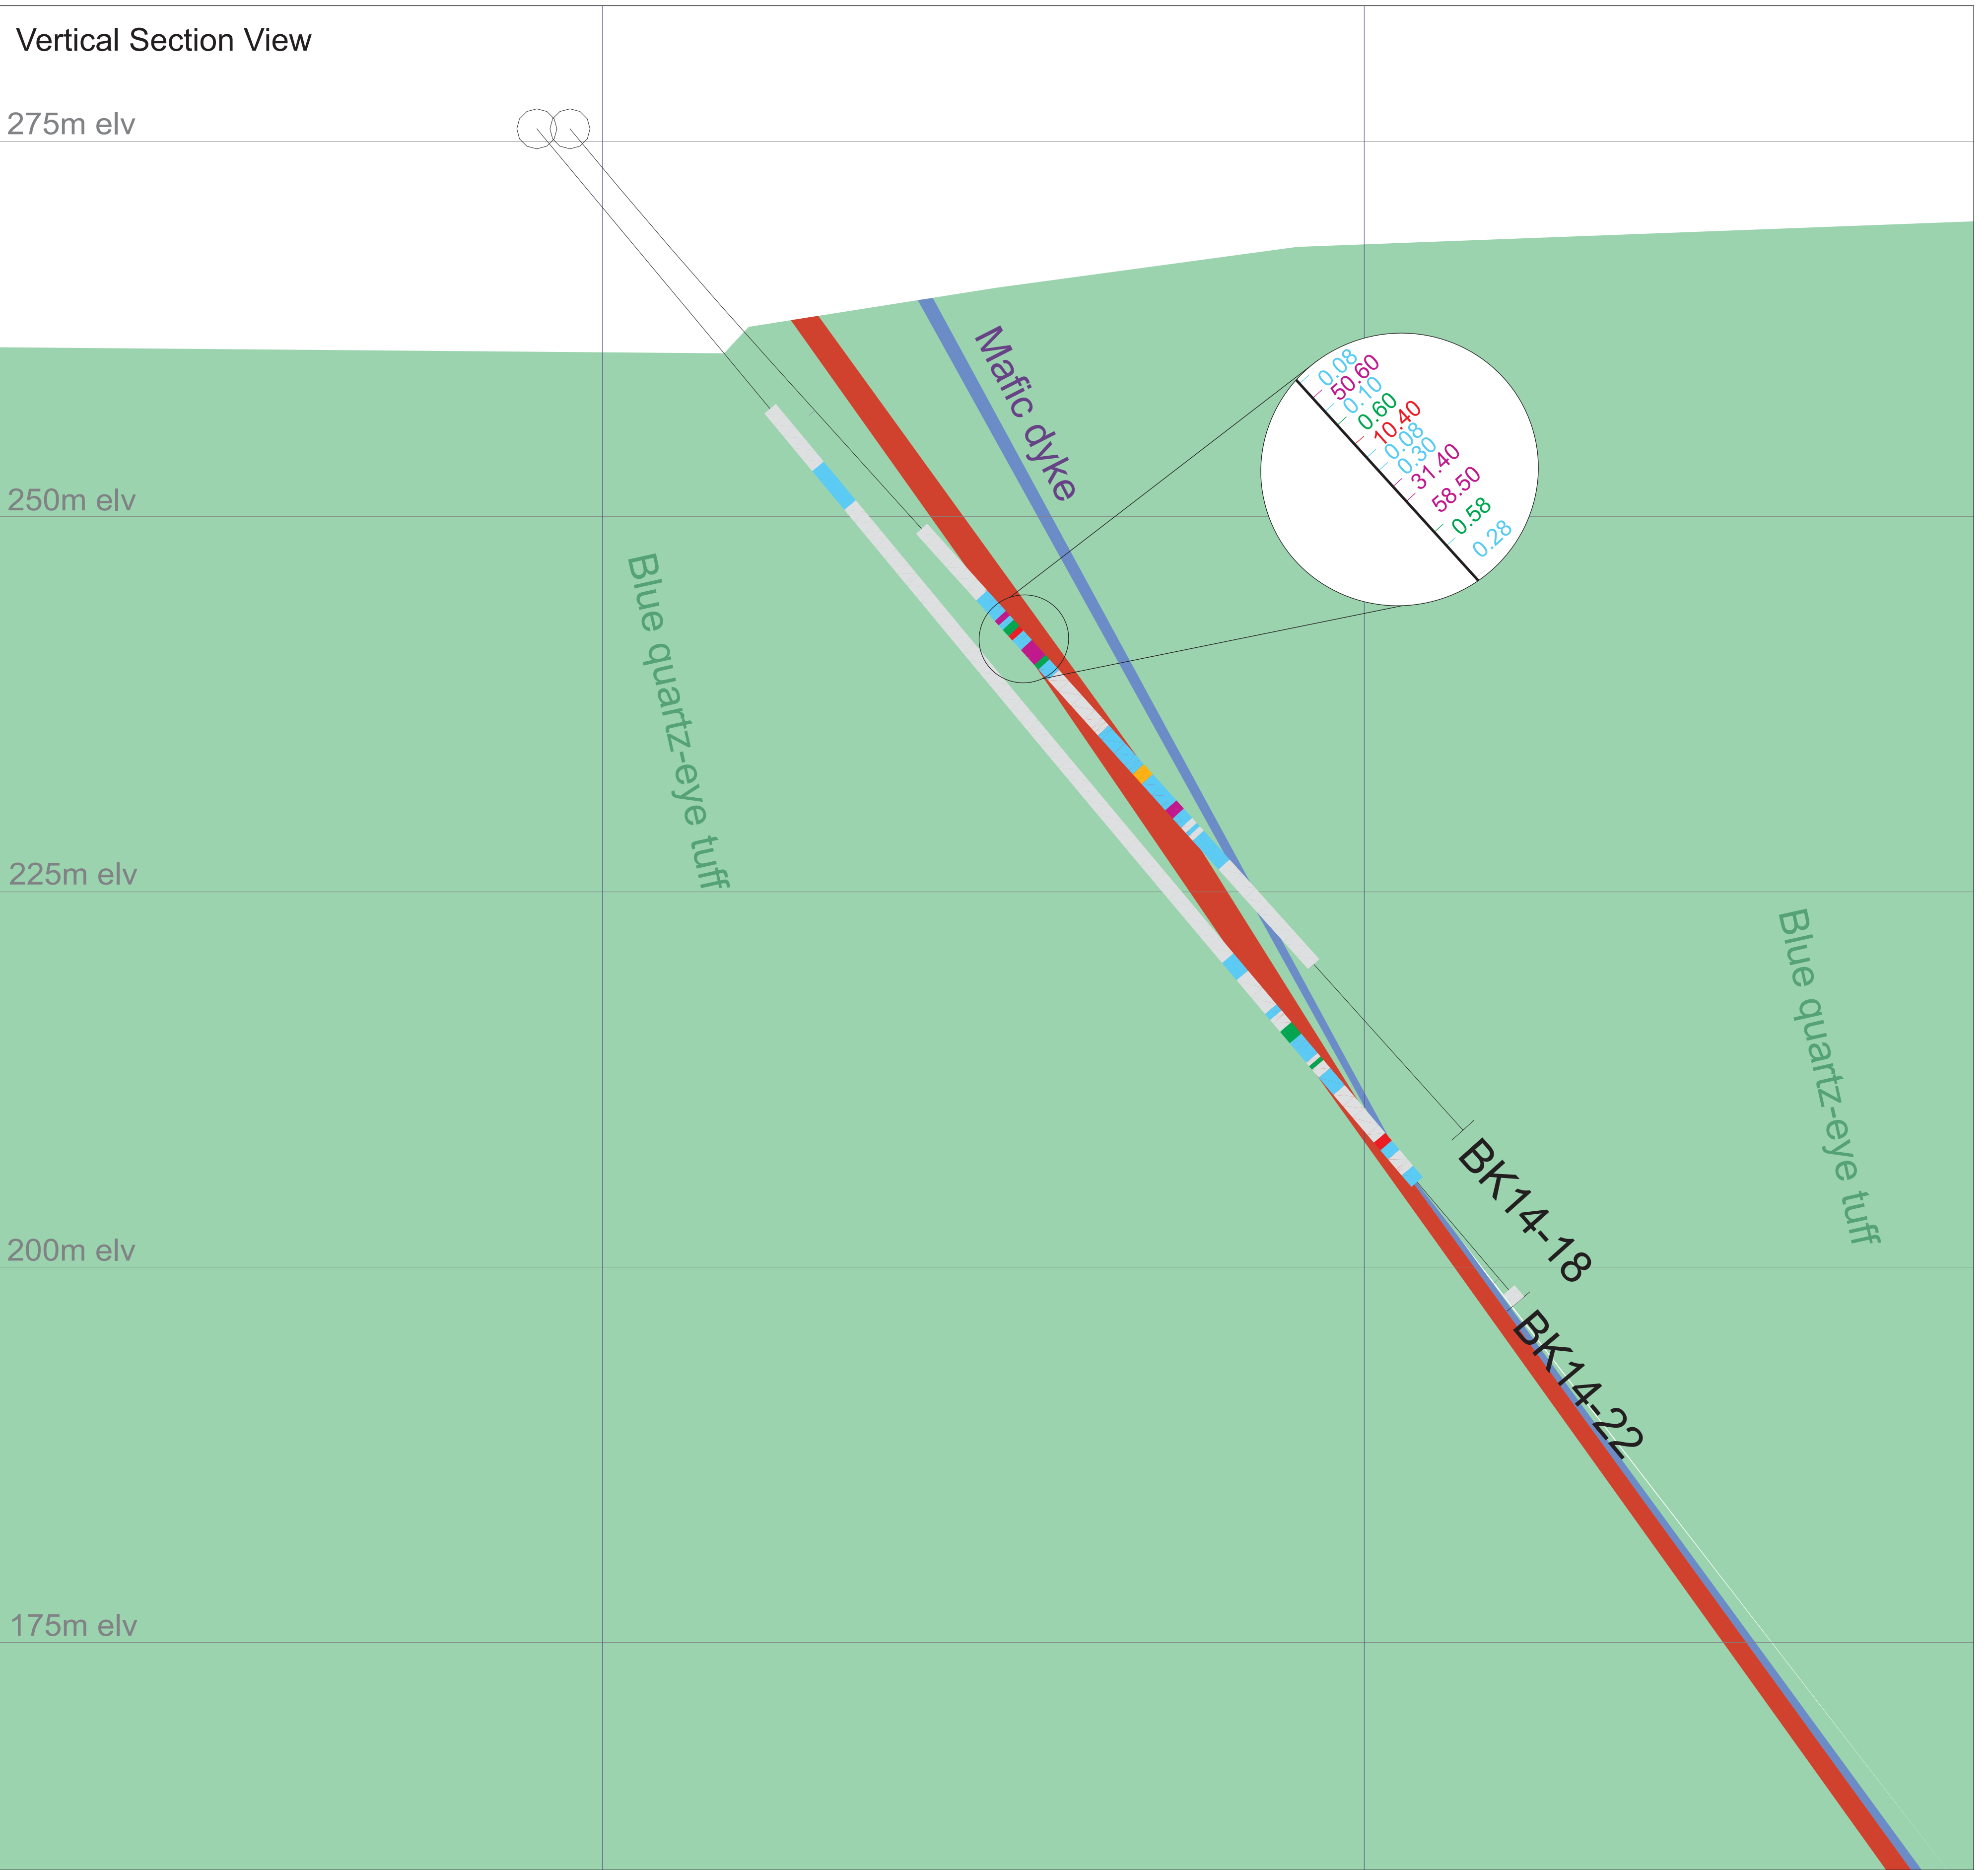 Vertical Section View
275m elv
250m elv
225m elv
200m elv
175m elv
Mafic dyke
0.08
50.60
0.10
0.60
10.40
0.08
0.30
31.40
58.50
0.58
0.28
Blue quartz-eye tuff
Blue quartz-eye tuff
BK14-18
BK14-22